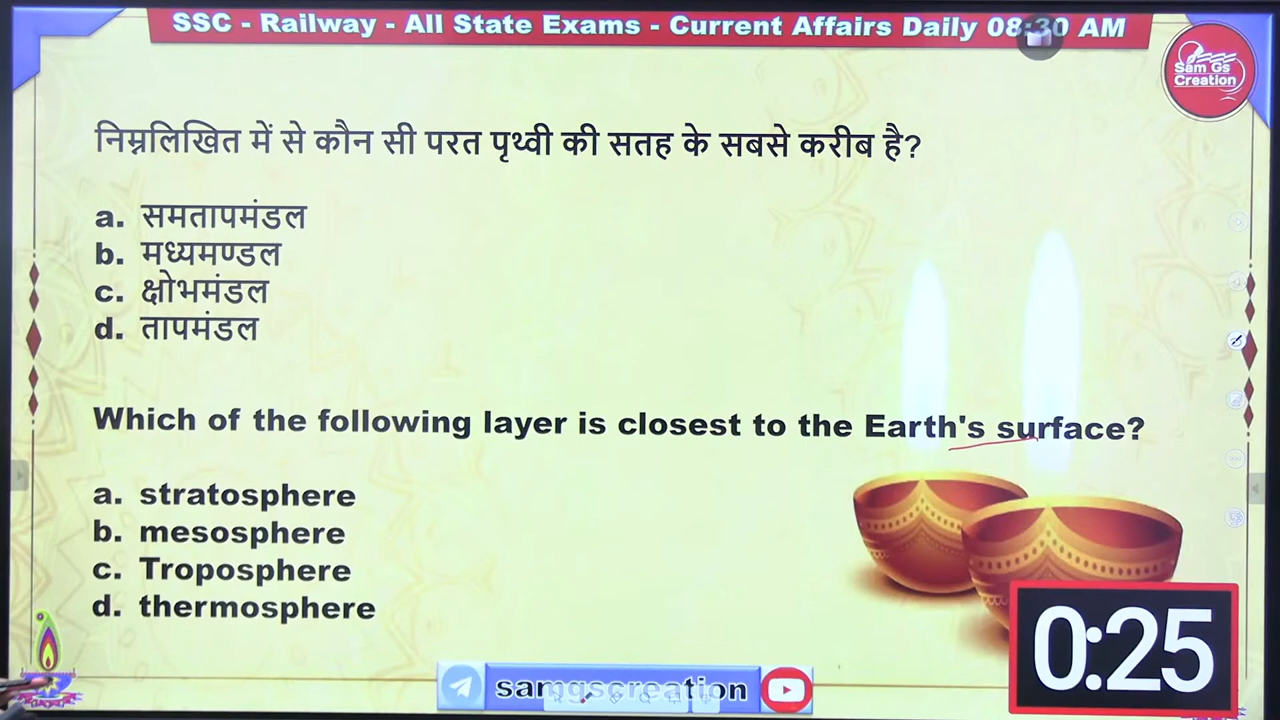 SSC - Railway - All State Exams - Current Affairs Daily 08:30 AM
Sam Gs
Creation
निम्नलिखित में से कौन सी परत पृथ्वी की सतह के सबसे करीब है?
a. समतापमंडल
b. मध्यमण्डल
c. क्षोभमंडल
d. तापमंडल
Which of the following layer is closest to the Earth's surface?
a. stratosphere
b. mesosphere
c. Troposphere
d. thermosphere
samgscreation
0:25